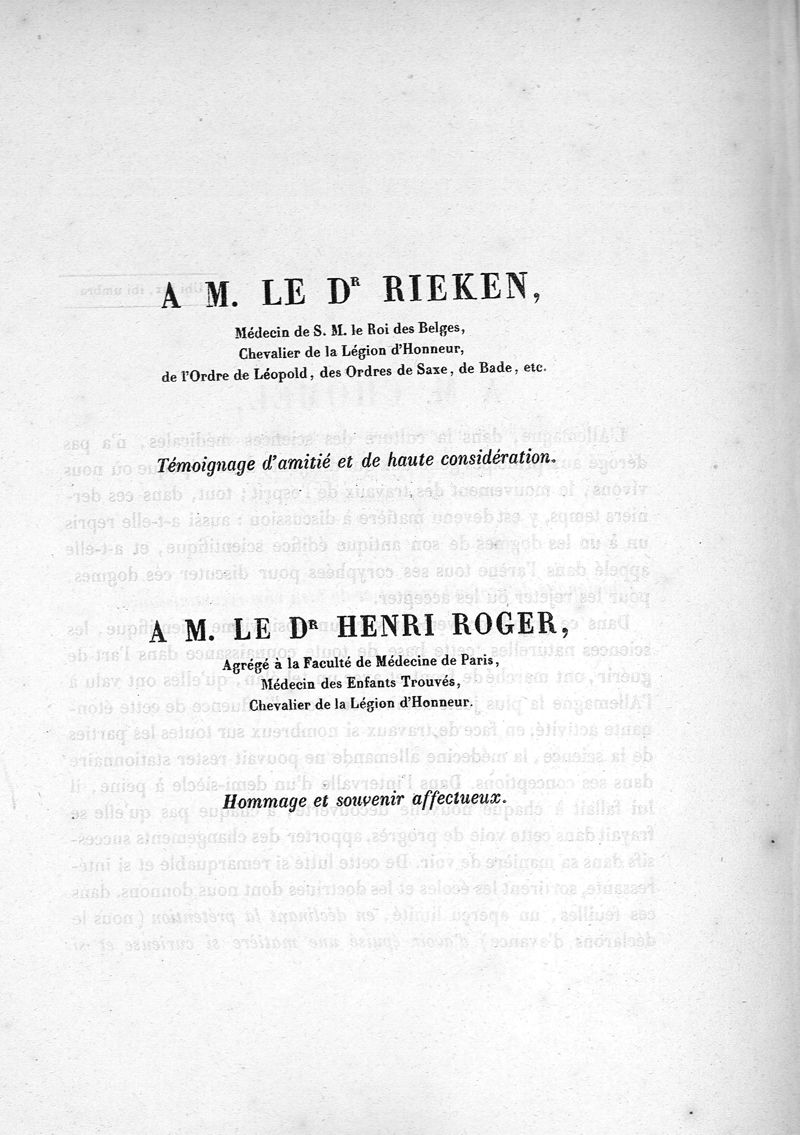 A M. LE Dᴿ RIEKEN,
Médecin de S. M. le Roi des Belges,
Chevalier de la Légion d'Honneur,
de l'Ordre de Léopold, des Ordres de Saxe, de Bade, etc.
Témoignage d'amitié et de haute considération.
A M. LE Dᴿ HENRI ROGER,
Agrégé à la Faculté de Médecine de Paris,
Médecin des Enfants Trouvés,
Chevalier de la Légion d'Honneur.
Hommage et souvenir affectueux.